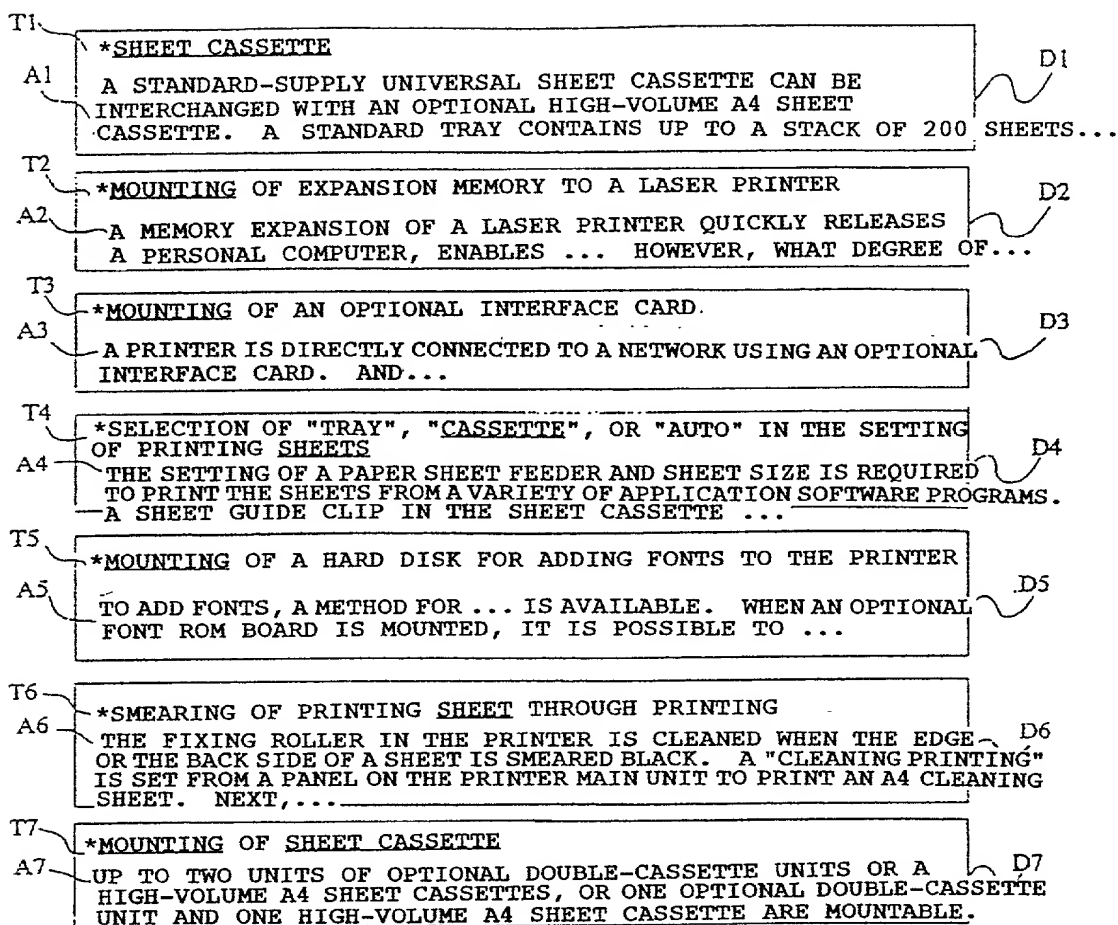 T1
*SHEET CASSETTE
D1
A1
A STANDARD-SUPPLY UNIVERSAL SHEET CASSETTE CAN BE
INTERCHANGED WITH AN OPTIONAL HIGH-VOLUME A4 SHEET
CASSETTE. A STANDARD TRAY CONTAINS UP TO A STACK OF 200 SHEETS...
T2
*MOUNTING OF EXPANSION MEMORY TO A LASER PRINTER
D2
A2
A MEMORY EXPANSION OF A LASER PRINTER QUICKLY RELEASES
A PERSONAL COMPUTER, ENABLES ... HOWEVER, WHAT DEGREE OF...
T3
*MOUNTING OF AN OPTIONAL INTERFACE CARD.
D3
A3
A PRINTER IS DIRECTLY CONNECTED TO A NETWORK USING AN OPTIONAL
INTERFACE CARD. AND...
T4
*SELECTION OF "TRAY", "CASSETTE", OR "AUTO" IN THE SETTING
OF PRINTING SHEETS
D4
A4
THE SETTING OF A PAPER SHEET FEEDER AND SHEET SIZE IS REQUIRED
TO PRINT THE SHEETS FROM A VARIETY OF APPLICATION SOFTWARE PROGRAMS.
A SHEET GUIDE CLIP IN THE SHEET CASSETTE ...
T5
*MOUNTING OF A HARD DISK FOR ADDING FONTS TO THE PRINTER
D5
A5
TO ADD FONTS, A METHOD FOR ... IS AVAILABLE. WHEN AN OPTIONAL
FONT ROM BOARD IS MOUNTED, IT IS POSSIBLE TO ...
T6
*SMEARING OF PRINTING SHEET THROUGH PRINTING
A6
D6
THE FIXING ROLLER IN THE PRINTER IS CLEANED WHEN THE EDGE
OR THE BACK SIDE OF A SHEET IS SMEARED BLACK. A "CLEANING PRINTING"
IS SET FROM A PANEL ON THE PRINTER MAIN UNIT TO PRINT AN A4 CLEANING
SHEET. NEXT,...
T7
*MOUNTING OF SHEET CASSETTE
A7
D7
UP TO TWO UNITS OF OPTIONAL DOUBLE-CASSETTE UNITS OR A
HIGH-VOLUME A4 SHEET CASSETTES, OR ONE OPTIONAL DOUBLE-CASSETTE
UNIT AND ONE HIGH-VOLUME A4 SHEET CASSETTE ARE MOUNTABLE.